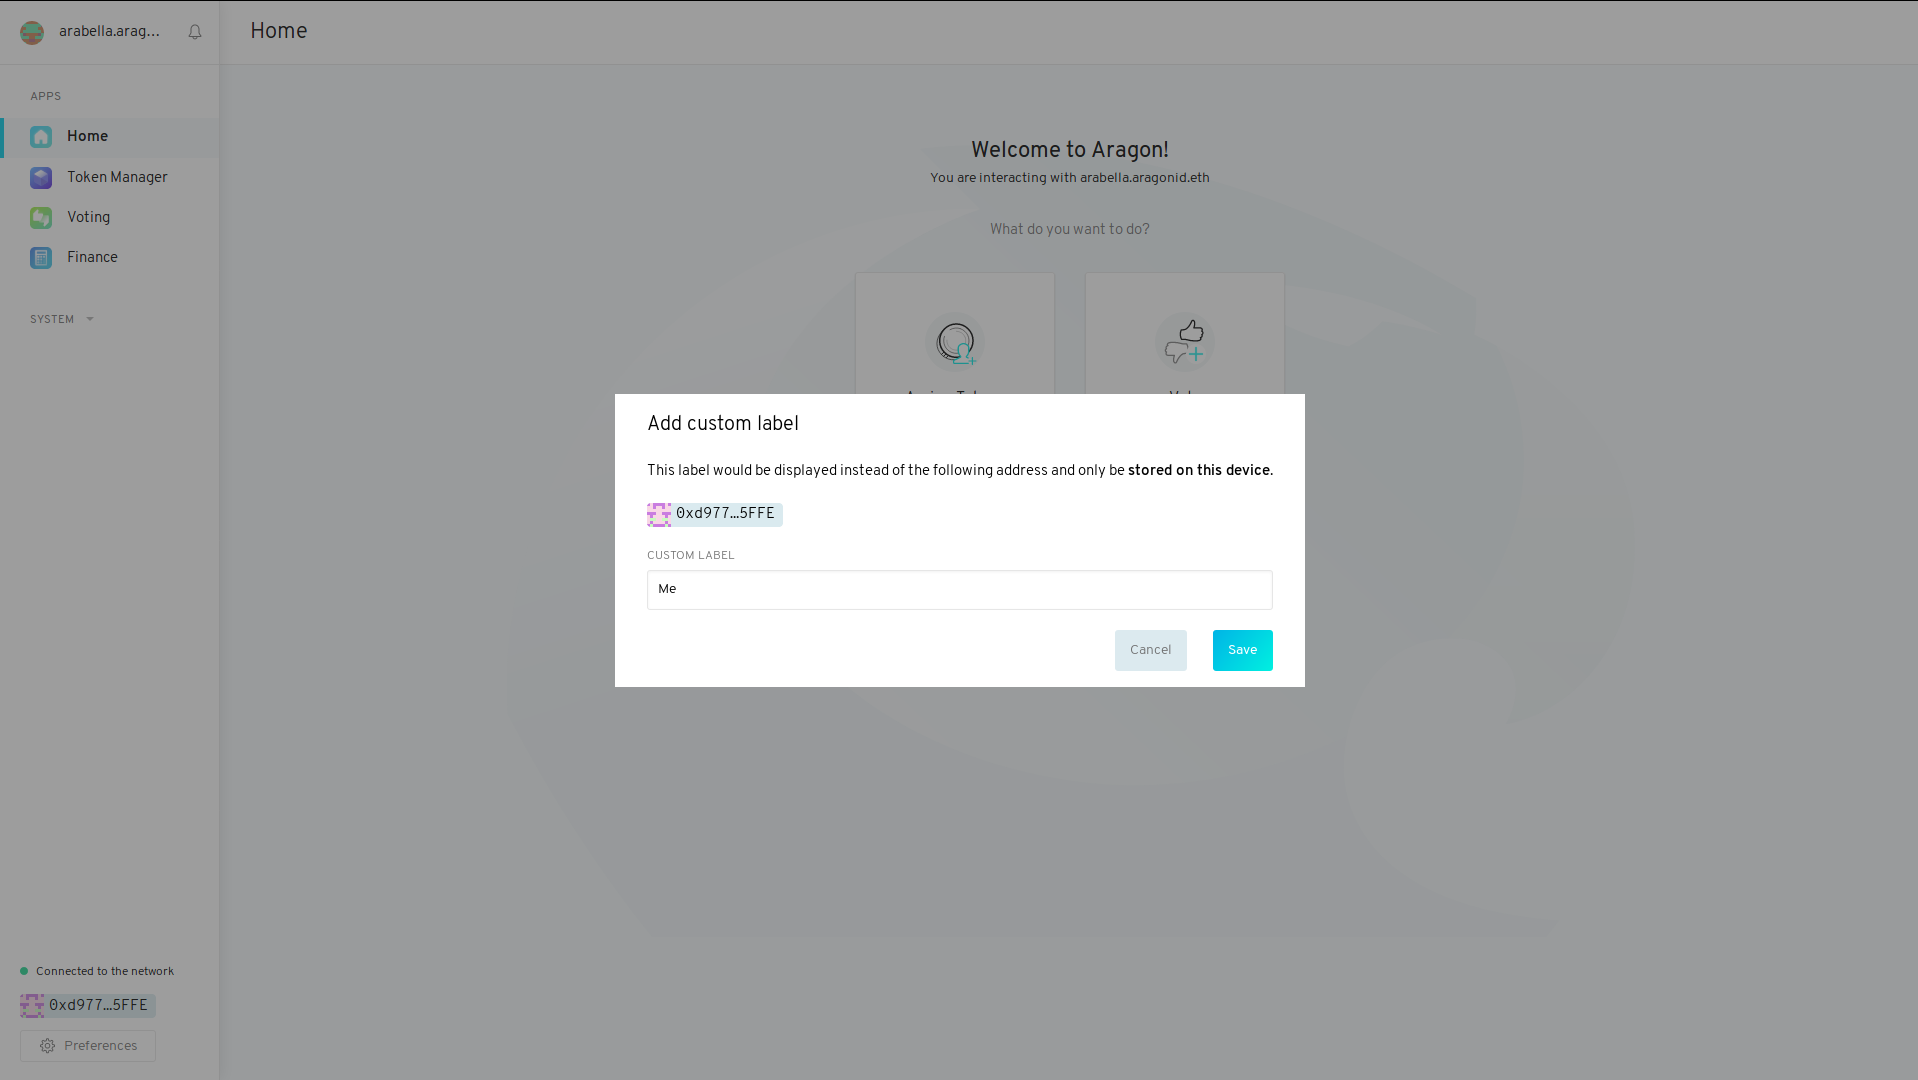 arabella.arag...
Home
APPS
Home
Token Manager
Voting
Finance
SYSTEM
Welcome to Aragon!
You are interacting with arabella.aragonid.eth
What do you want to do?
Add custom label
This label would be displayed instead of the following address and only be stored on this device.
0xd977...5FFE
CUSTOM LABEL
Me
Cancel
Save
Connected to the network
0xd977...5FFE
Preferences